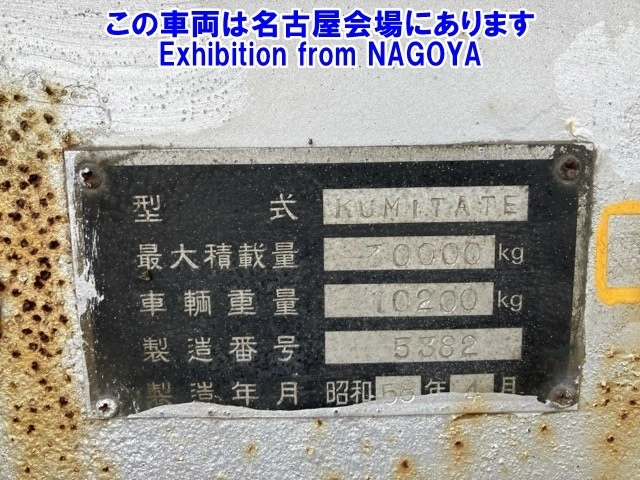 この車両は名古屋会場にあります
Exhibition from NAGOYA
型 式 KUMITATE
最大積載量 30000 kg
車輌重量 10200 kg
製造番号 5382
製造年月 昭和 56 年 4 月